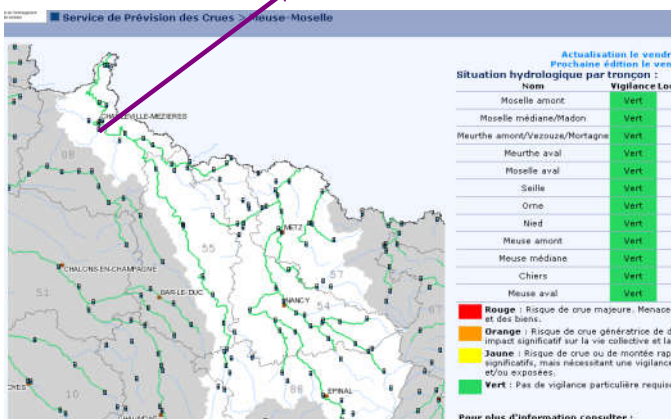 Service de Prévision des Crues > Meuse-Moselle
Actualisation le vendr
Prochaine édition le ven
Situation hydrologique par tronçon :
Nom Vigilance Loc
Moselle amont Vert
Moselle médiane/Madon Vert
Meurthe amont/Vezouze/Mortagne Vert
Meurthe aval Vert
Moselle aval Vert
Seille Vert
Orne Vert
Nied Vert
Meuse amont Vert
Meuse médiane Vert
Chiers Vert
Meuse aval Vert
Rouge : Risque de crue majeure. Menace
et des biens.
Orange : Risque de crue génératrice de d
impact significatif sur la vie collective et la
Jaune : Risque de crue ou de montée rap
significatifs, mais nécessitant une vigilance
et/ou exposées.
Vert : Pas de vigilance particulière requis
Pour plus d'information consulter :
CHARLEVILLE-MEZIERES
08
METZ
55
57
CHALONS-EN-CHAMPAGNE
51
BAR-LE-DUC
NANCY
54
88
EPINAL
10